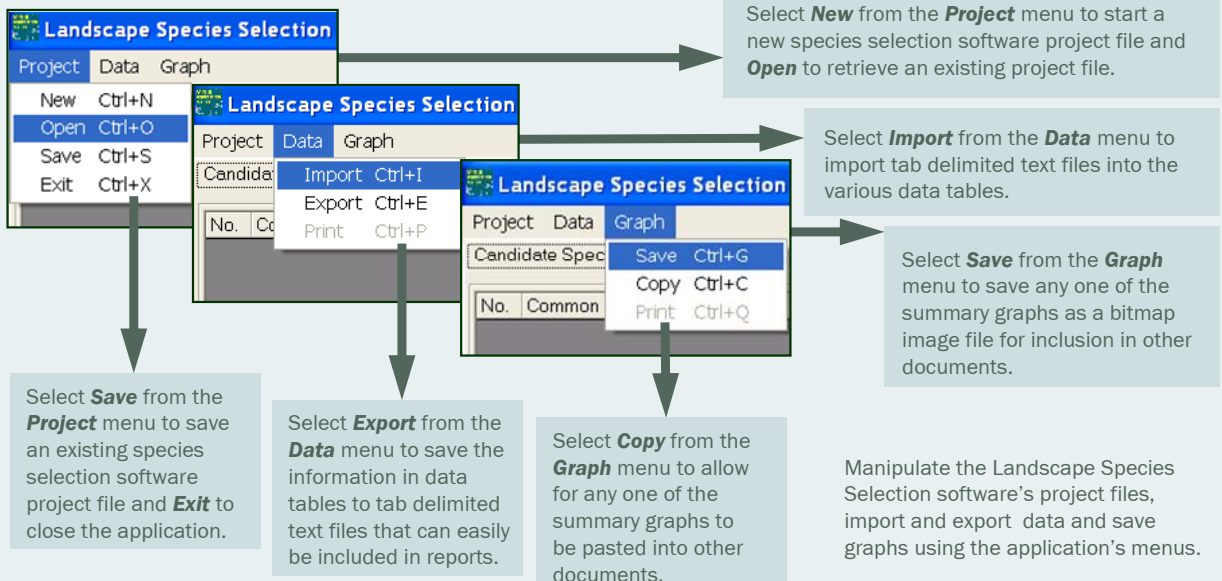 Landscape Species Selection
Project Data Graph
New Ctrl+N
Open Ctrl+O
Save Ctrl+S
Exit Ctrl+X
Landscape Species Selection
Project Data Graph
Candida
Import Ctrl+I
Export Ctrl+E
Print Ctrl+P
No. Co
Landscape Species Selection
Project Data Graph
Candidate Spec
Save Ctrl+G
Copy Ctrl+C
Print Ctrl+Q
No. Common
Select New from the Project menu to start a
new species selection software project file and
Open to retrieve an existing project file.
Select Import from the Data menu to
import tab delimited text files into the
various data tables.
Select Save from the Graph
menu to save any one of the
summary graphs as a bitmap
image file for inclusion in other
documents.
Select Save from the
Project menu to save
an existing species
selection software
project file and Exit to
close the application.
Select Export from the
Data menu to save the
information in data
tables to tab delimited
text files that can easily
be included in reports.
Select Copy from the
Graph menu to allow
for any one of the
summary graphs to
be pasted into other
documents.
Manipulate the Landscape Species
Selection software's project files,
import and export data and save
graphs using the application's menus.